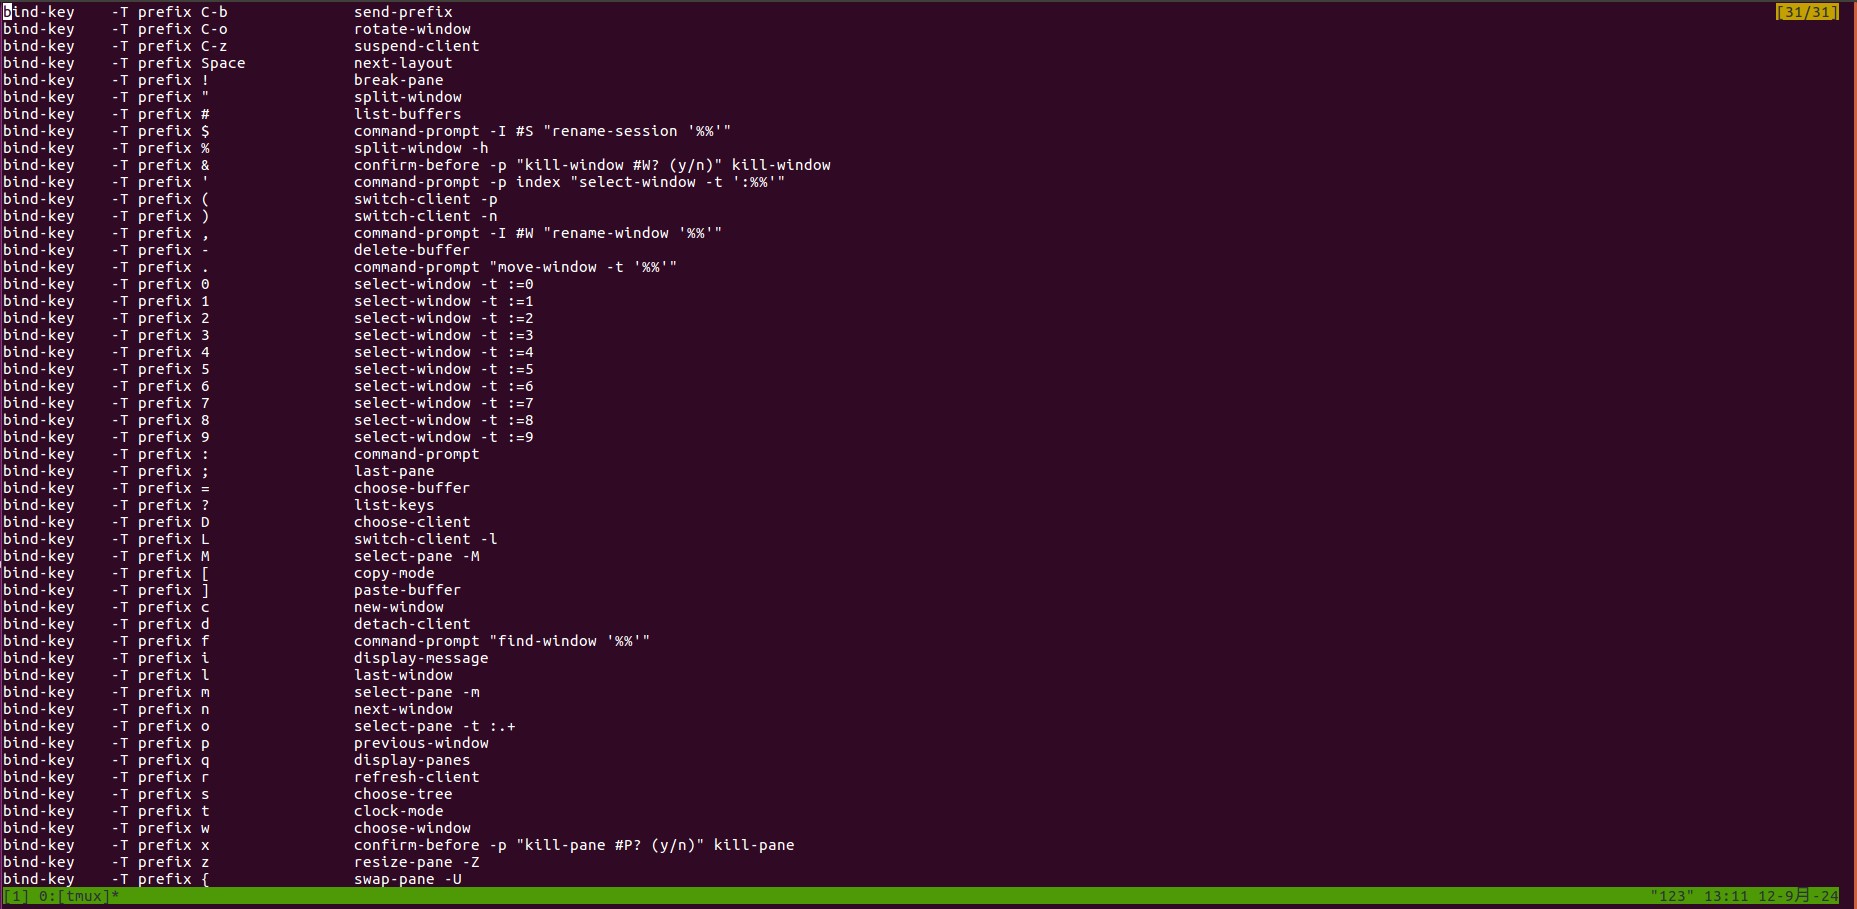 bind-key    -T prefix C-b              send-prefix [31/31]
bind-key    -T prefix C-o              rotate-window
bind-key    -T prefix C-z              suspend-client
bind-key    -T prefix Space            next-layout
bind-key    -T prefix !                break-pane
bind-key    -T prefix "                split-window
bind-key    -T prefix #                list-buffers
bind-key    -T prefix $                command-prompt -I #S "rename-session '%%'"
bind-key    -T prefix %                split-window -h
bind-key    -T prefix &                confirm-before -p "kill-window #W? (y/n)" kill-window
bind-key    -T prefix '                command-prompt -p index "select-window -t ':%%'"
bind-key    -T prefix (                switch-client -p
bind-key    -T prefix )                switch-client -n
bind-key    -T prefix ,                command-prompt -I #W "rename-window '%%'"
bind-key    -T prefix -                delete-buffer
bind-key    -T prefix .                command-prompt "move-window -t '%%'"
bind-key    -T prefix 0                select-window -t :=0
bind-key    -T prefix 1                select-window -t :=1
bind-key    -T prefix 2                select-window -t :=2
bind-key    -T prefix 3                select-window -t :=3
bind-key    -T prefix 4                select-window -t :=4
bind-key    -T prefix 5                select-window -t :=5
bind-key    -T prefix 6                select-window -t :=6
bind-key    -T prefix 7                select-window -t :=7
bind-key    -T prefix 8                select-window -t :=8
bind-key    -T prefix 9                select-window -t :=9
bind-key    -T prefix :                command-prompt
bind-key    -T prefix ;                last-pane
bind-key    -T prefix =                choose-buffer
bind-key    -T prefix ?                list-keys
bind-key    -T prefix D                choose-client
bind-key    -T prefix L                switch-client -l
bind-key    -T prefix M                select-pane -M
bind-key    -T prefix [                copy-mode
bind-key    -T prefix ]                paste-buffer
bind-key    -T prefix c                new-window
bind-key    -T prefix d                detach-client
bind-key    -T prefix f                command-prompt "find-window '%%'"
bind-key    -T prefix i                display-message
bind-key    -T prefix l                last-window
bind-key    -T prefix m                select-pane -m
bind-key    -T prefix n                next-window
bind-key    -T prefix o                select-pane -t :.+
bind-key    -T prefix p                previous-window
bind-key    -T prefix q                display-panes
bind-key    -T prefix r                refresh-client
bind-key    -T prefix s                choose-tree
bind-key    -T prefix t                clock-mode
bind-key    -T prefix w                choose-window
bind-key    -T prefix x                confirm-before -p "kill-pane #P? (y/n)" kill-pane
bind-key    -T prefix z                resize-pane -Z
bind-key    -T prefix {                swap-pane -U
[1] 0:[tmux]* "123" 13:11 12-9月-24